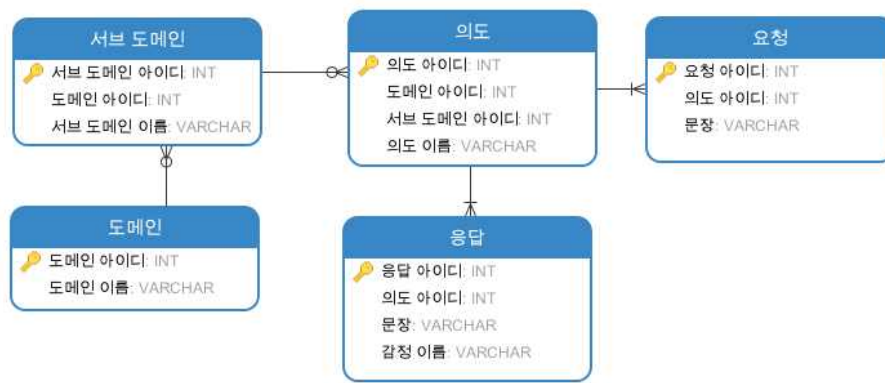 서브 도메인
서브 도메인 아이디: INT
도메인 아이디: INT
서브 도메인 이름: VARCHAR
의도
의도 아이디: INT
도메인 아이디: INT
서브 도메인 아이디: INT
의도 이름: VARCHAR
요청
요청 아이디: INT
의도 아이디: INT
문장: VARCHAR
도메인
도메인 아이디: INT
도메인 이름: VARCHAR
응답
응답 아이디: INT
의도 아이디: INT
문장: VARCHAR
감정 이름: VARCHAR